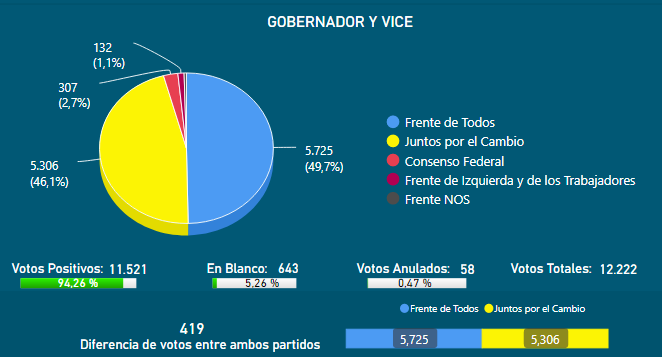 GOBERNADOR Y VICE
132
(1,1%)
307
(2,7%)
5.306
(46,1%)
5.725
(49,7%)
Frente de Todos
Juntos por el Cambio
Consenso Federal
Frente de Izquierda y de los Trabajadores
Frente NOS
Votos Positivos: 11.521
94,26 %
En Blanco: 643
5,26 %
Votos Anulados: 58
0,47 %
Votos Totales: 12.222
Frente de Todos Juntos por el Cambio
419
Diferencia de votos entre ambos partidos
5,725 5,306